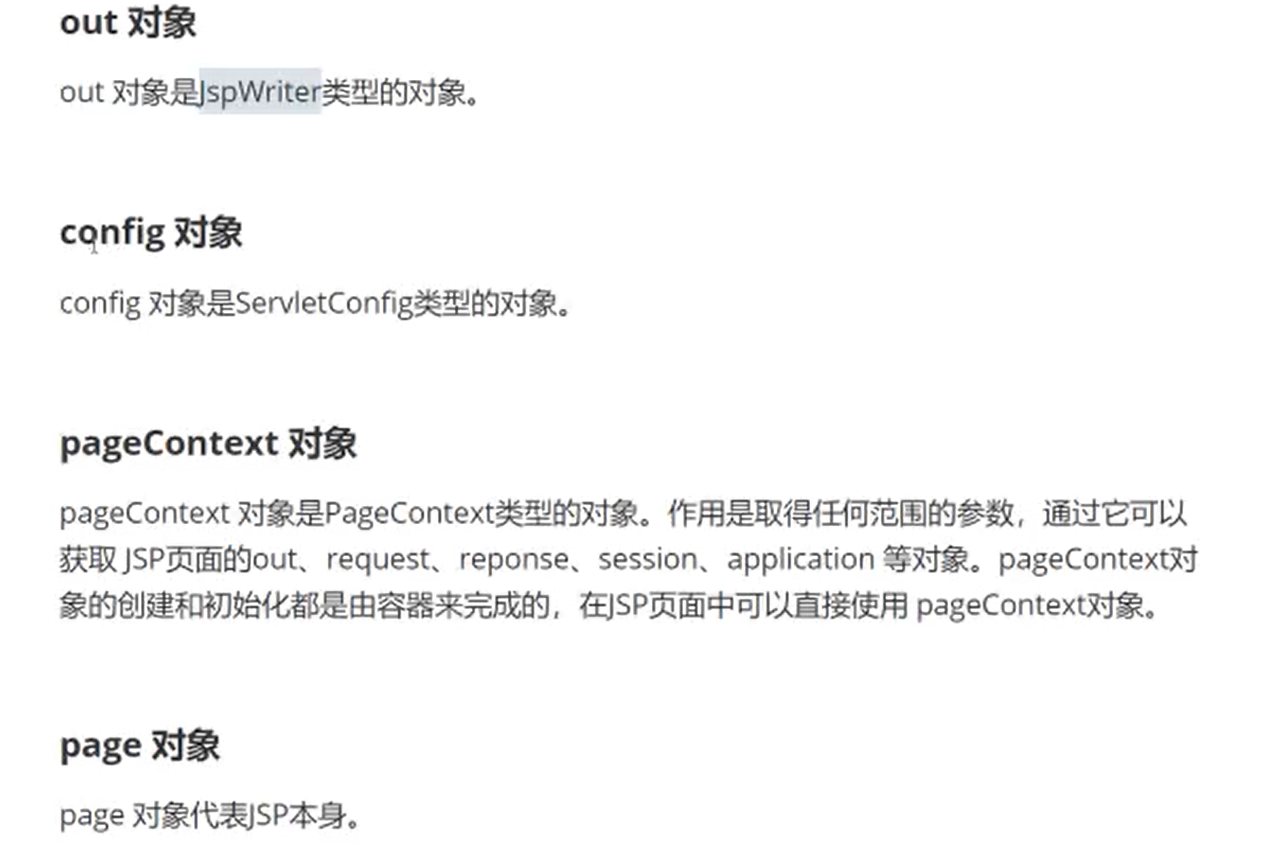 out 对象
out 对象是JspWriter类型的对象。
config 对象
config 对象是ServletConfig类型的对象。
pageContext 对象
pageContext 对象是PageContext类型的对象。作用是取得任何范围的参数，通过它可以
获取 JSP页面的out、request、reponse、session、application 等对象。pageContext对
象的创建和初始化都是由容器来完成的，在JSP页面中可以直接使用 pageContext对象。
page 对象
page 对象代表JSP本身。